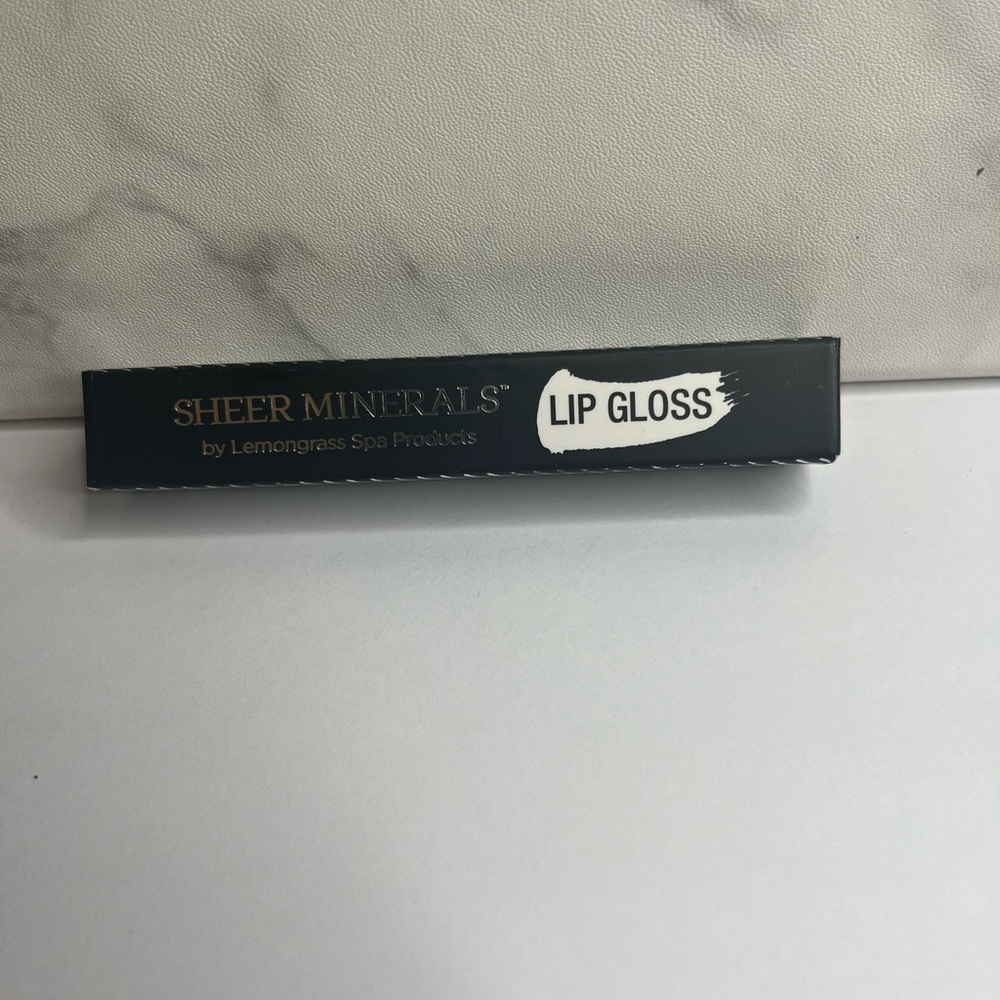 SHEER MINERALS™
by Lemongrass Spa Products
LIP GLOSS